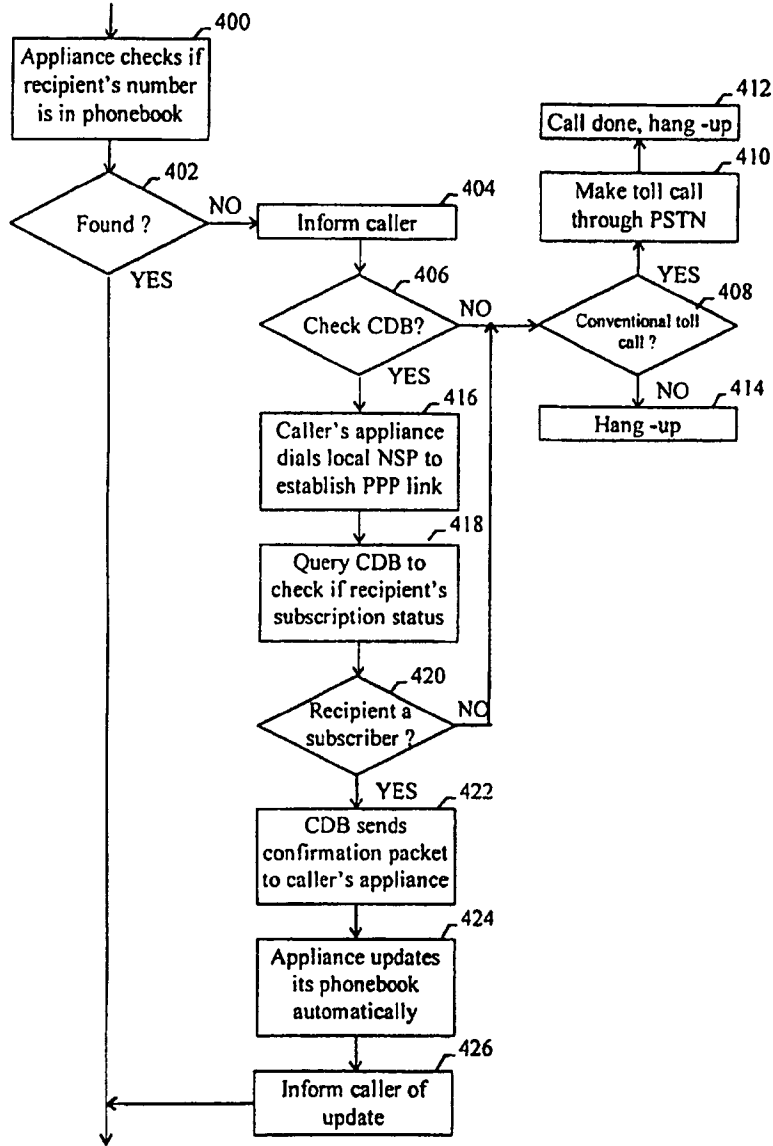 400
Appliance checks if
recipient's number
is in phonebook
402
Found ?
NO
YES
404
Inform caller
406
Check CDB?
NO
YES
412
Call done, hang -up
410
Make toll call
through PSTN
YES
408
Conventional toll
call ?
NO
414
Hang -up
416
Caller's appliance
dials local NSP to
establish PPP link
418
Query CDB to
check if recipient's
subscription status
420
Recipient a
subscriber ?
NO
YES
422
CDB sends
confirmation packet
to caller's appliance
424
Appliance updates
its phonebook
automatically
426
Inform caller of
update